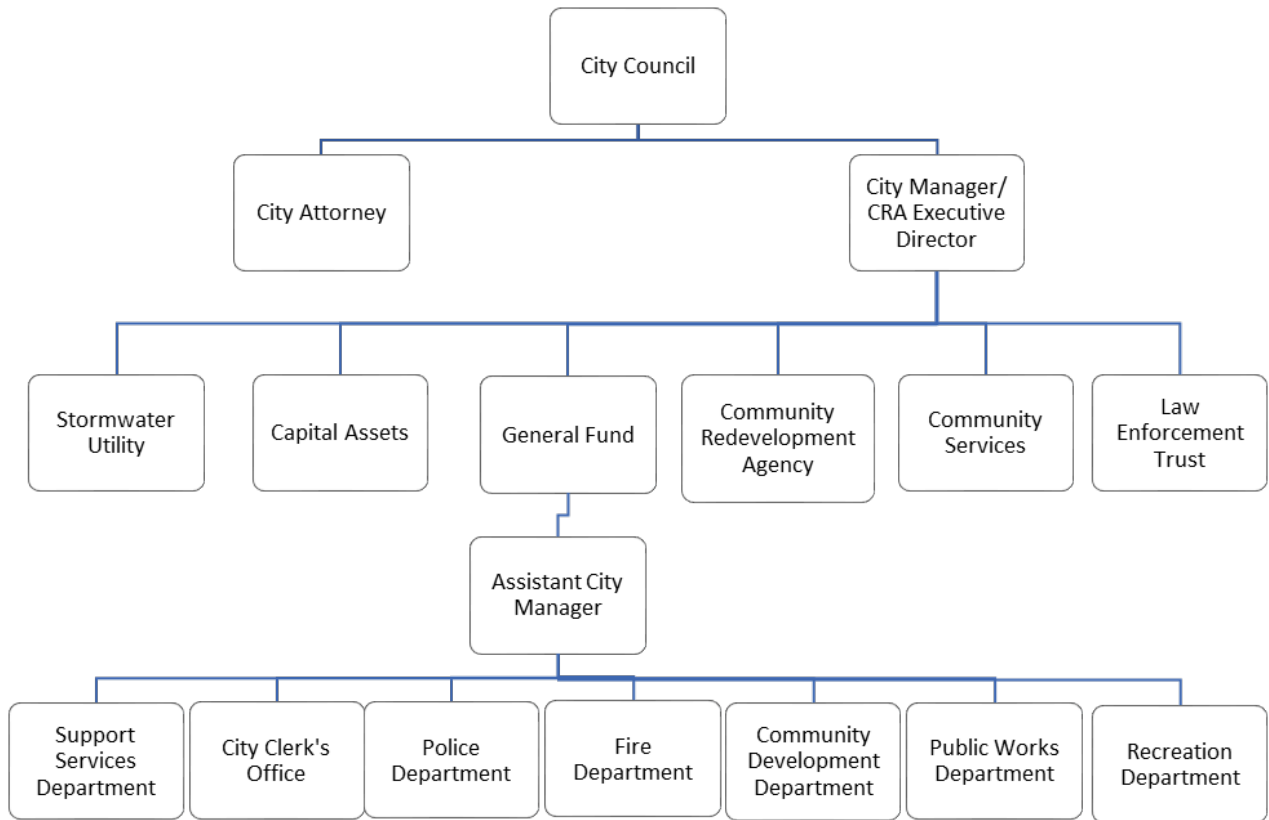 City Council
City Attorney
City Manager/
CRA Executive
Director
Stormwater
Utility
Capital Assets
General Fund
Community
Redevelopment
Agency
Community
Services
Law
Enforcement
Trust
Assistant City
Manager
Support
Services
Department
City Clerk's
Office
Police
Department
Fire
Department
Community
Development
Department
Public Works
Department
Recreation
Department